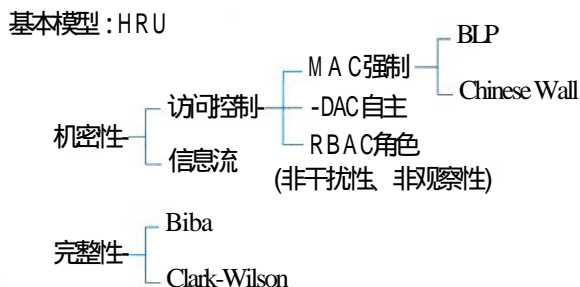 基本模型：HRU
BLP
MAC强制
Chinese Wall
访问控制
-DAC自主
机密性
RBAC角色
信息流
(非干扰性、非观察性)
Biba
完整性
Clark-Wilson